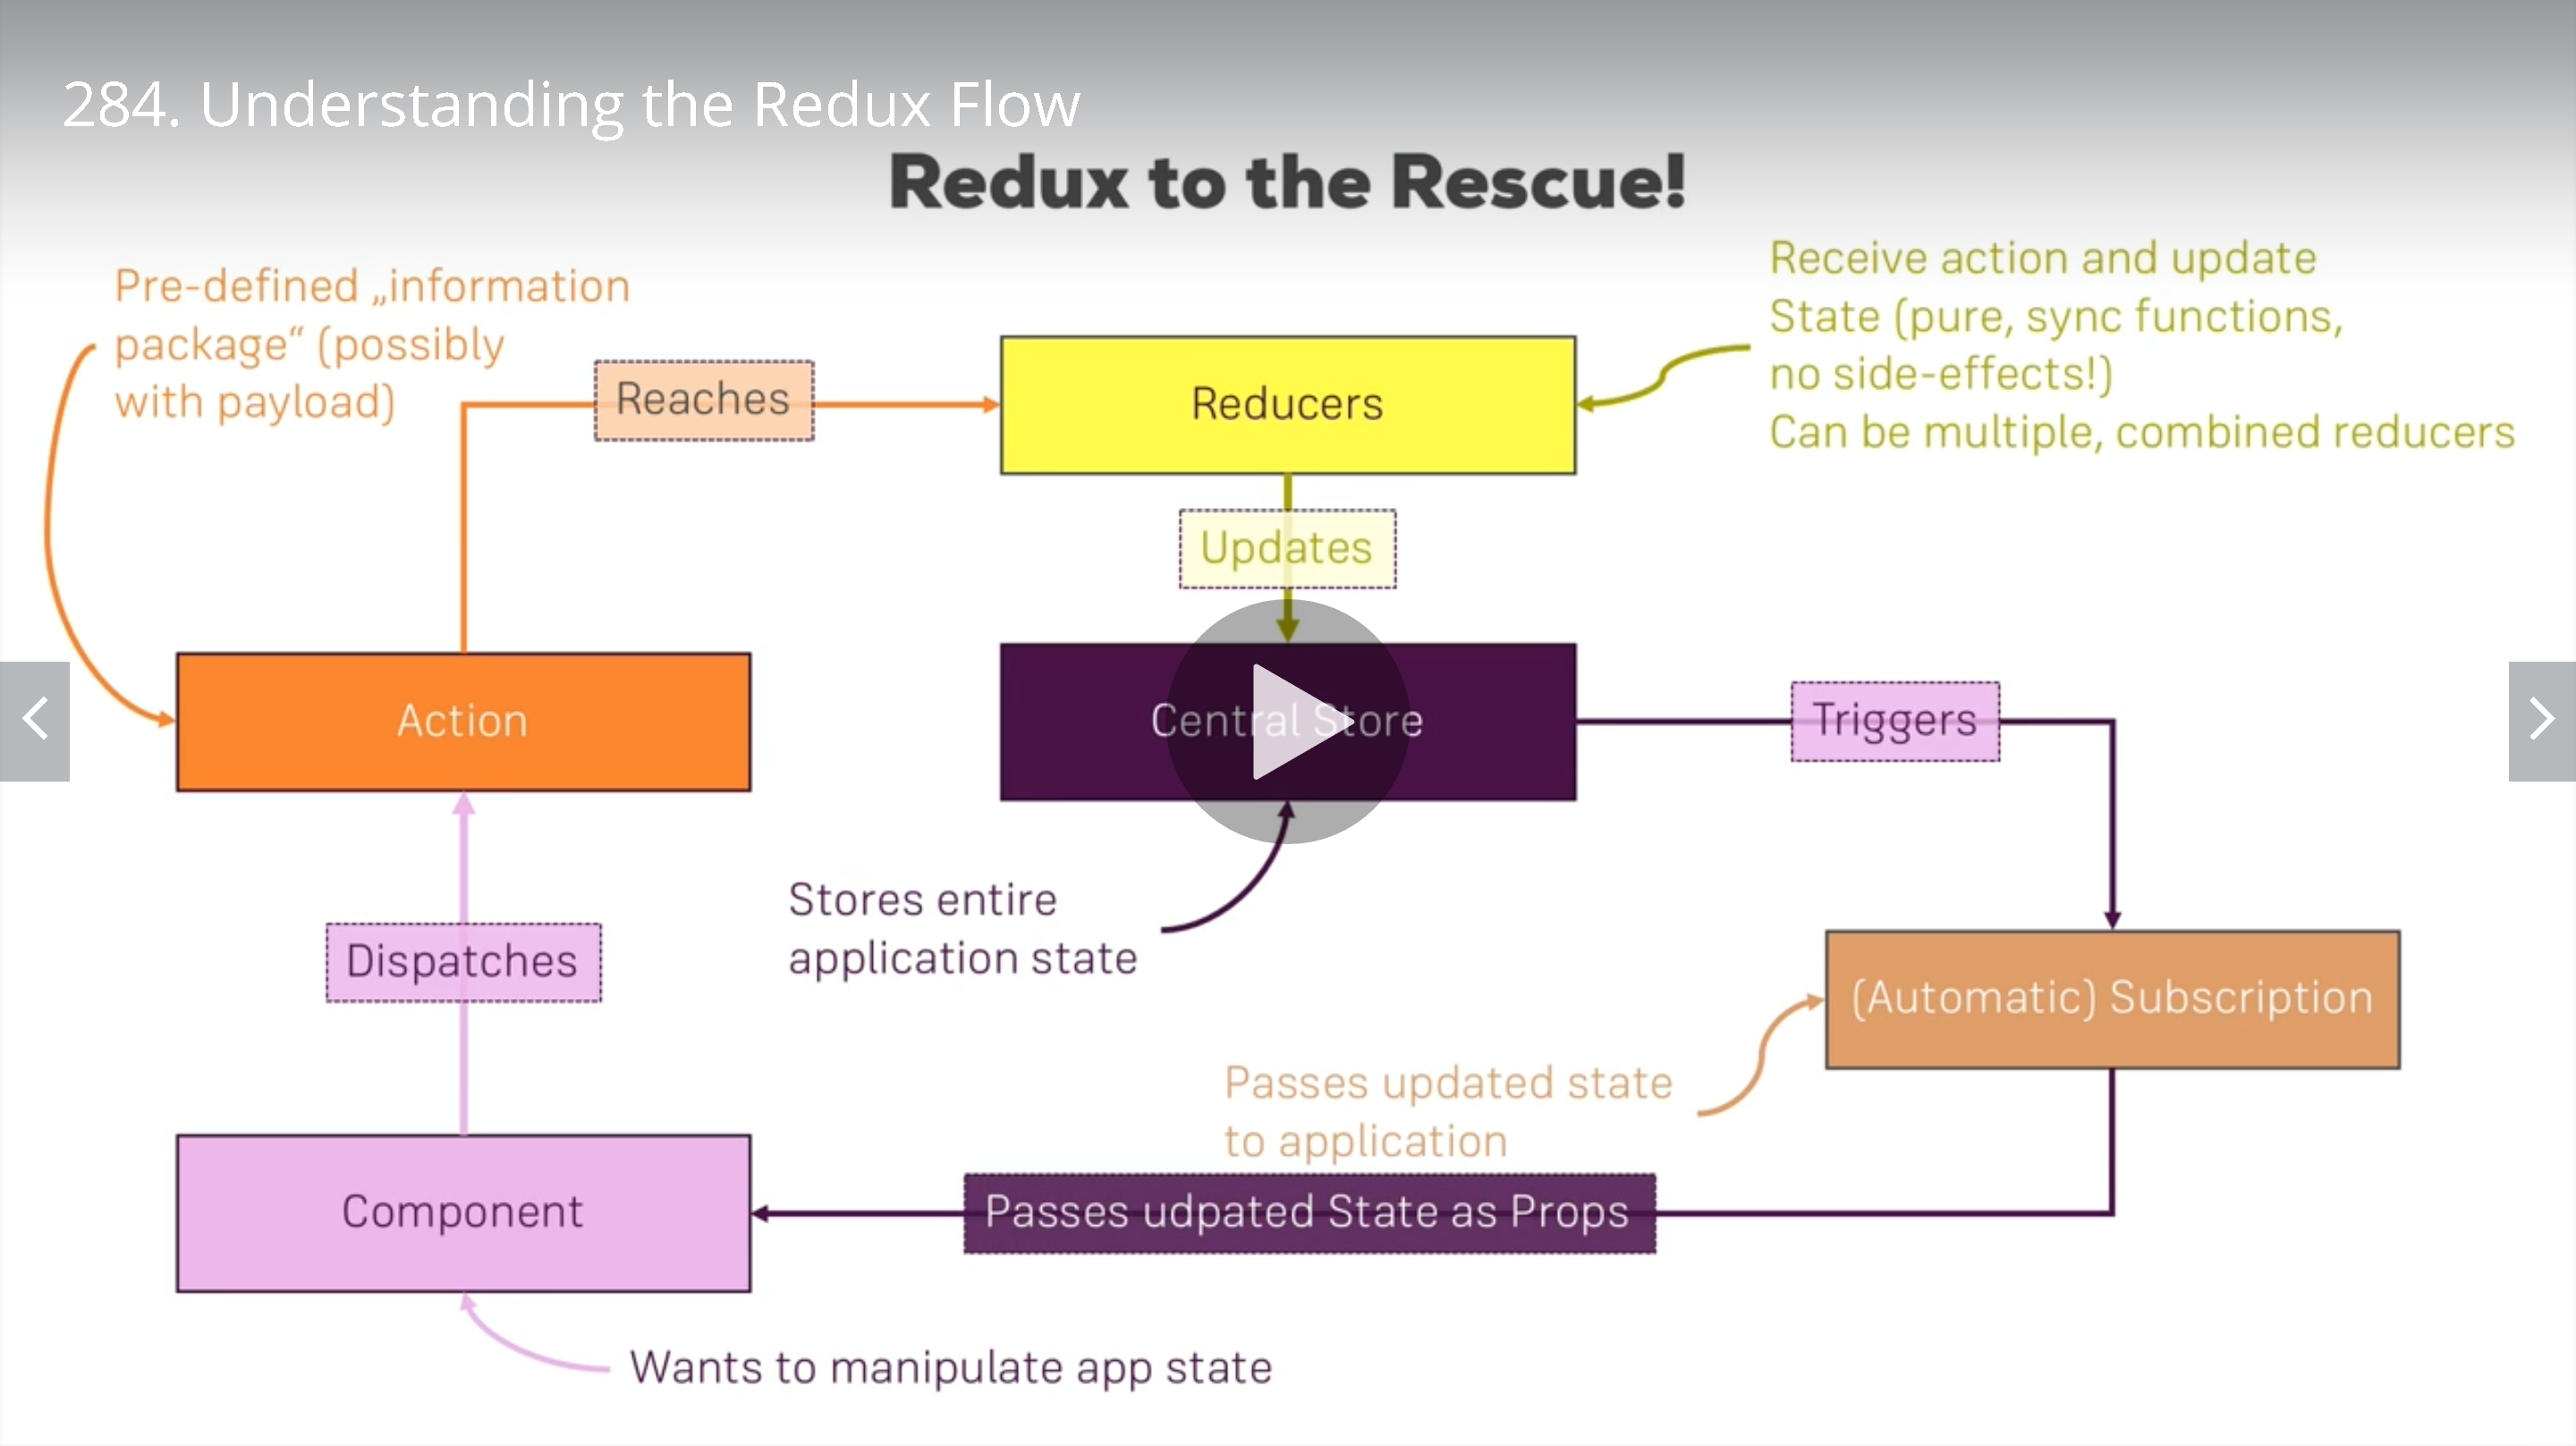 284. Understanding the Redux Flow
Redux to the Rescue!
Pre-defined „information
package“ (possibly
with payload)
Reaches
Reducers
Receive action and update
State (pure, sync functions,
no side-effects!)
Can be multiple, combined reducers
Updates
Action
Central Store
Triggers
Dispatches
Stores entire
application state
(Automatic) Subscription
Passes updated state
to application
Component
Passes udpated State as Props
Wants to manipulate app state